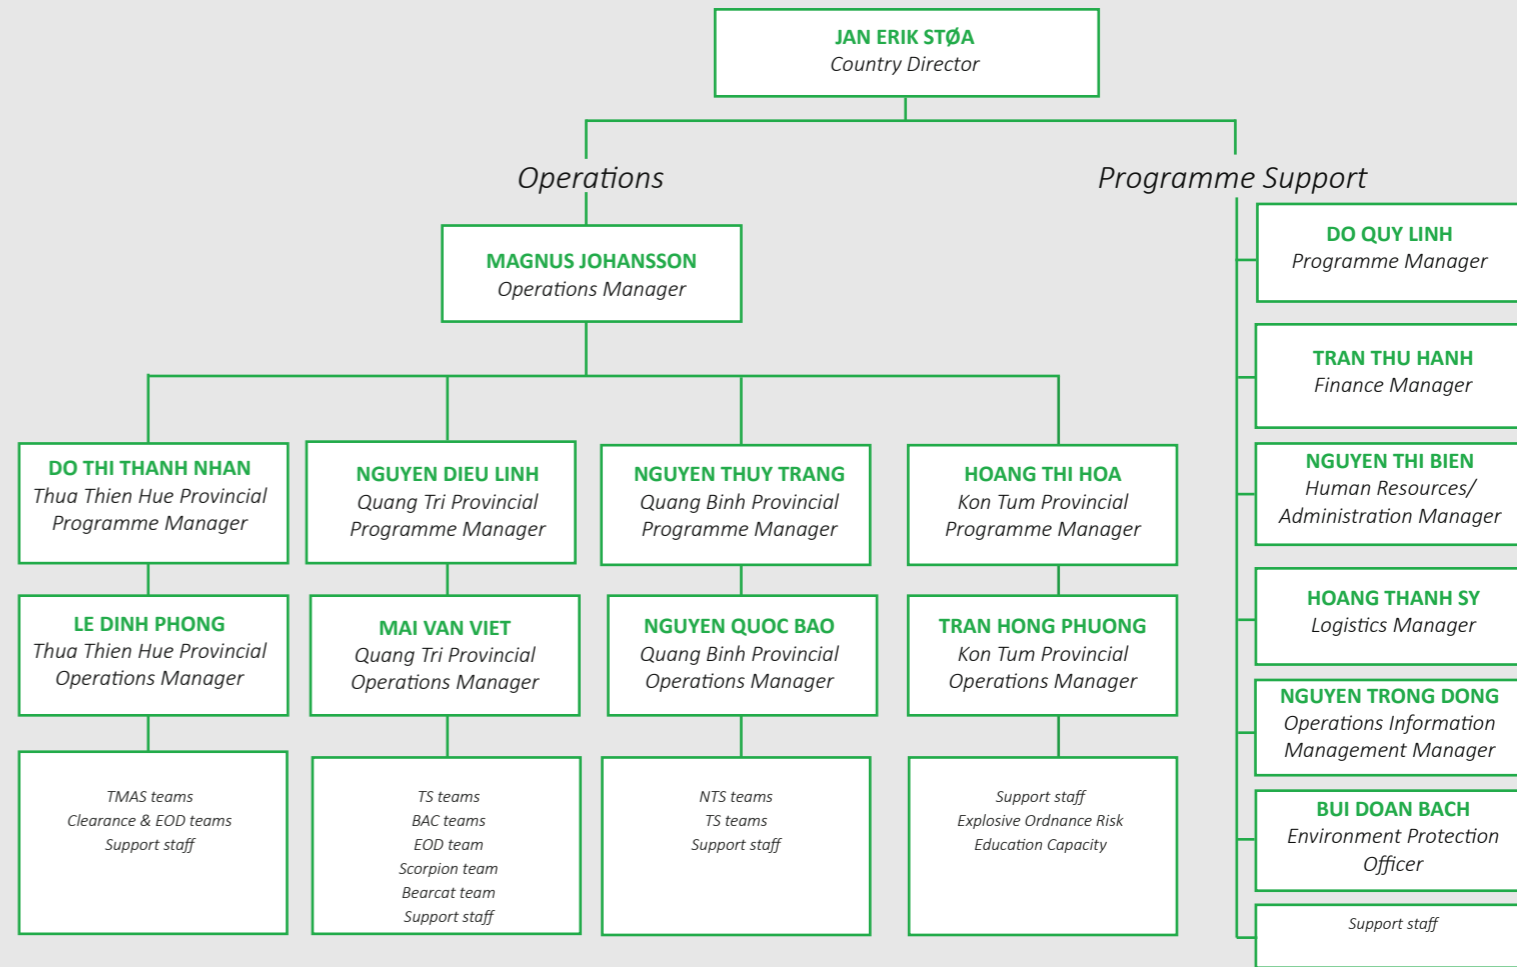 JAN ERIK STØA
Country Director
Operations
Programme Support
MAGNUS JOHANSSON
Operations Manager
DO THI THANH NHAN
Thua Thien Hue Provincial
Programme Manager
NGUYEN DIEU LINH
Quang Tri Provincial
Programme Manager
NGUYEN THUY TRANG
Quang Binh Provincial
Programme Manager
HOANG THI HOA
Kon Tum Provincial
Programme Manager
LE DINH PHONG
Thua Thien Hue Provincial
Operations Manager
MAI VAN VIET
Quang Tri Provincial
Operations Manager
NGUYEN QUOC BAO
Quang Binh Provincial
Operations Manager
TRAN HONG PHUONG
Kon Tum Provincial
Operations Manager
TMAS teams
Clearance & EOD teams
Support staff
TS teams
BAC teams
EOD team
Scorpion team
Bearcat team
Support staff
NTS teams
TS teams
Support staff
Support staff
Explosive Ordnance Risk
Education Capacity
DO QUY LINH
Programme Manager
TRAN THU HANH
Finance Manager
NGUYEN THI BIEN
Human Resources/
Administration Manager
HOANG THANH SY
Logistics Manager
NGUYEN TRONG DONG
Operations Information
Management Manager
BUI DOAN BACH
Environment Protection
Officer
Support staff